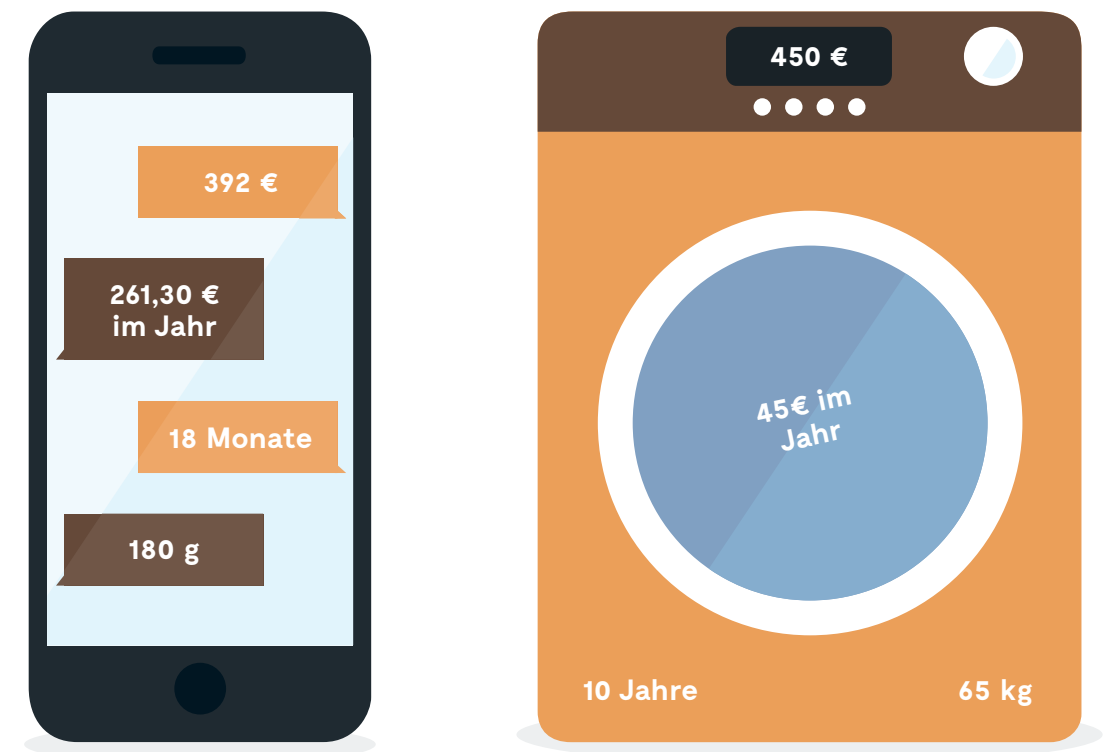 392 €
261,30 €
im Jahr
18 Monate
180 g
450 €
45€ im
Jahr
10 Jahre
65 kg